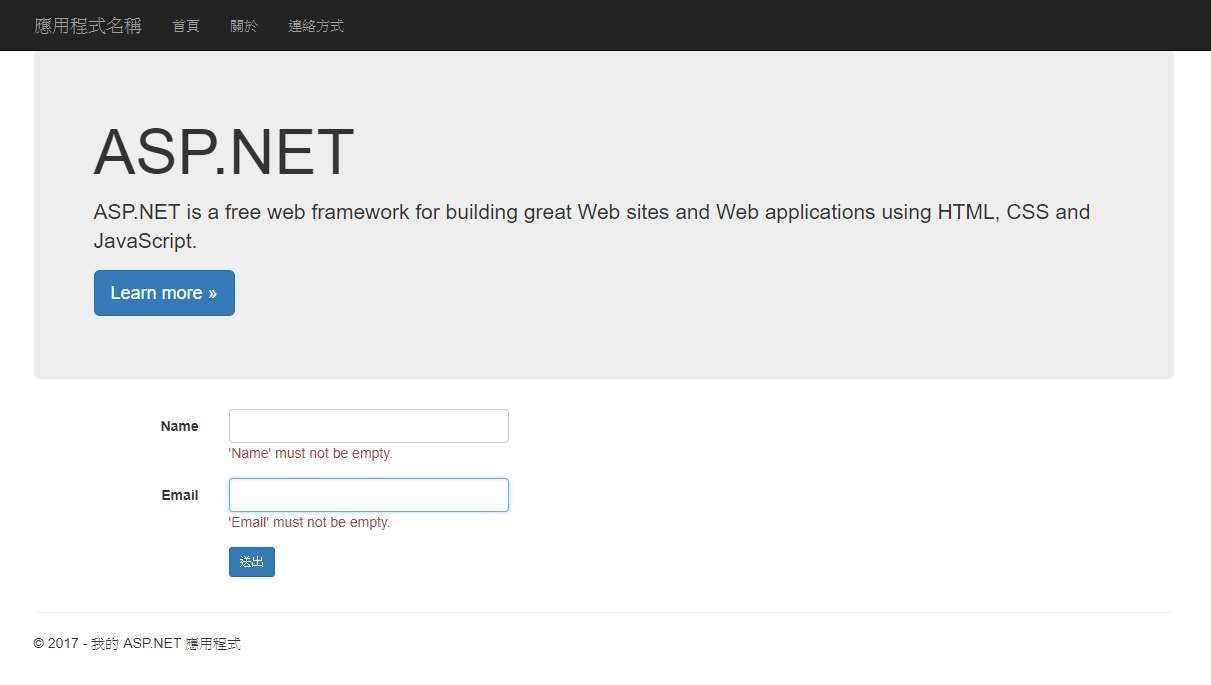 應用程式名稱 首頁 關於 連絡方式
ASP.NET
ASP.NET is a free web framework for building great Web sites and Web applications using HTML, CSS and
JavaScript.
Learn more »
Name
'Name' must not be empty.
Email
'Email' must not be empty.
送出
© 2017 - 我的 ASP.NET 應用程式